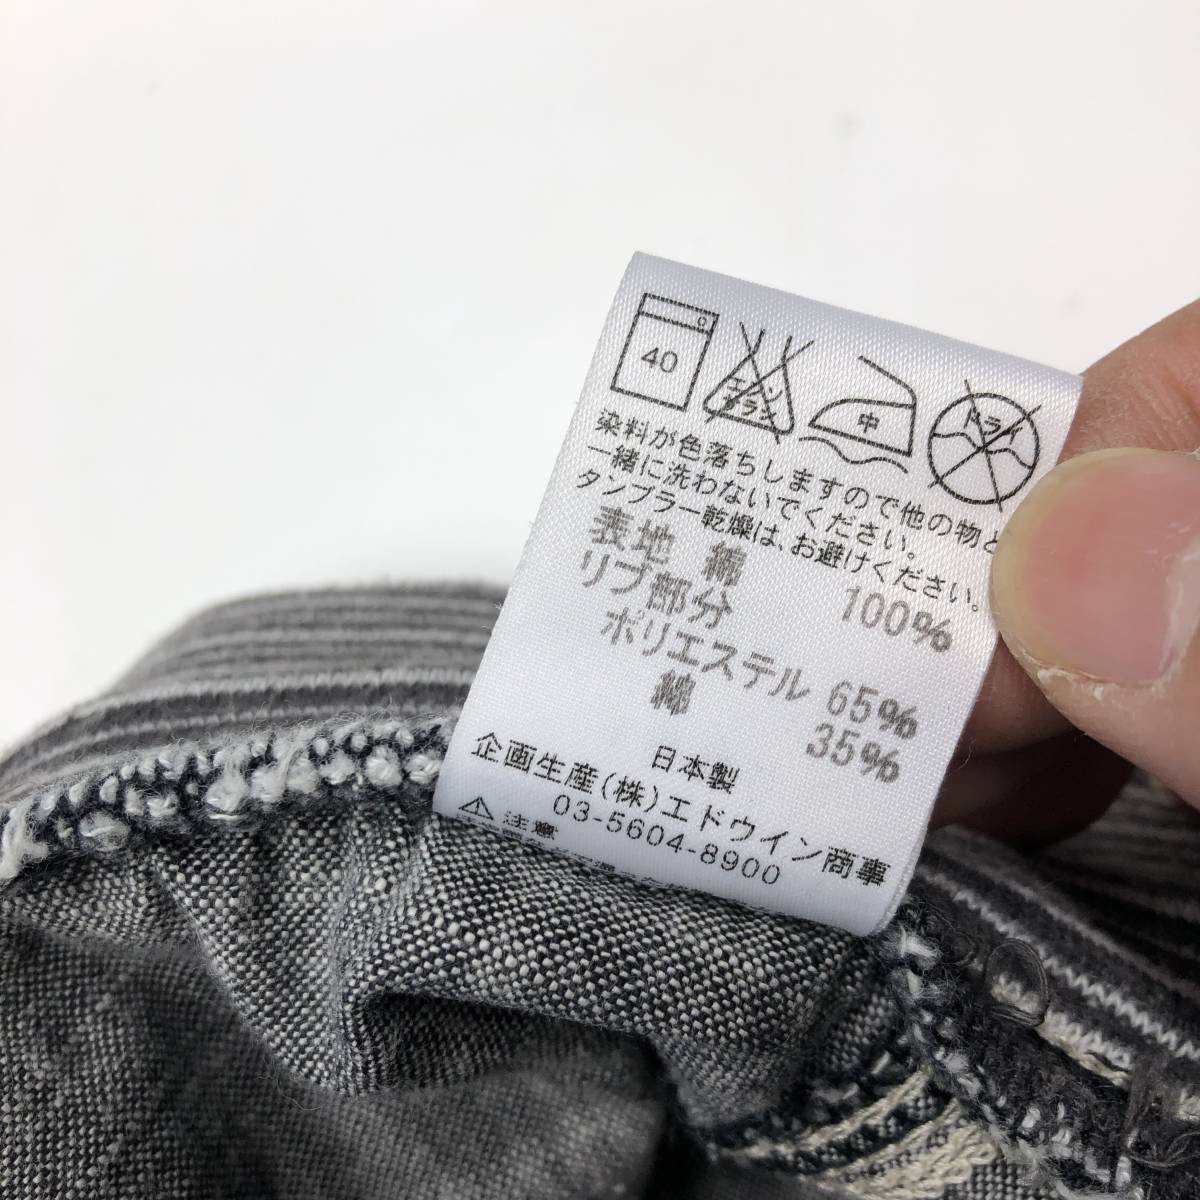 40
エンソ
サラシ
中
ドライ
染料が色落ちしますので他の物と
一緒に洗わないでください。
タンブラー乾燥は、お避けください。
表地 綿 100%
リブ部分
ポリエステル 65%
綿 35%
日本製
企画生産(株)エドウイン商事
03-5604-8900
注意